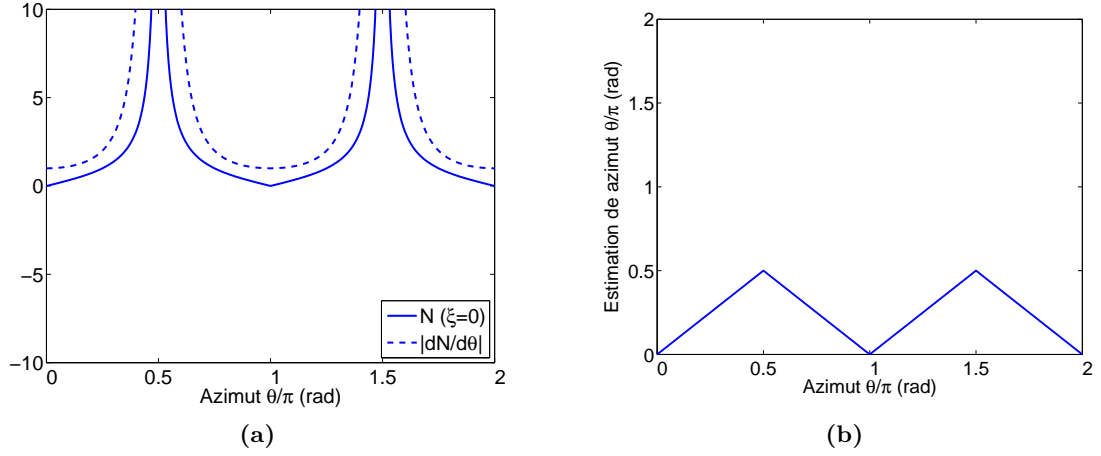 10
5
0
−5
−10
0
0.5
1
1.5
2
Azimut θ/π (rad)
N (ξ=0)
|dN/dθ|
(a)
2
1.5
1
0.5
0
0
0.5
1
1.5
2
Estimation de azimut θ/π (rad)
Azimut θ/π (rad)
(b)